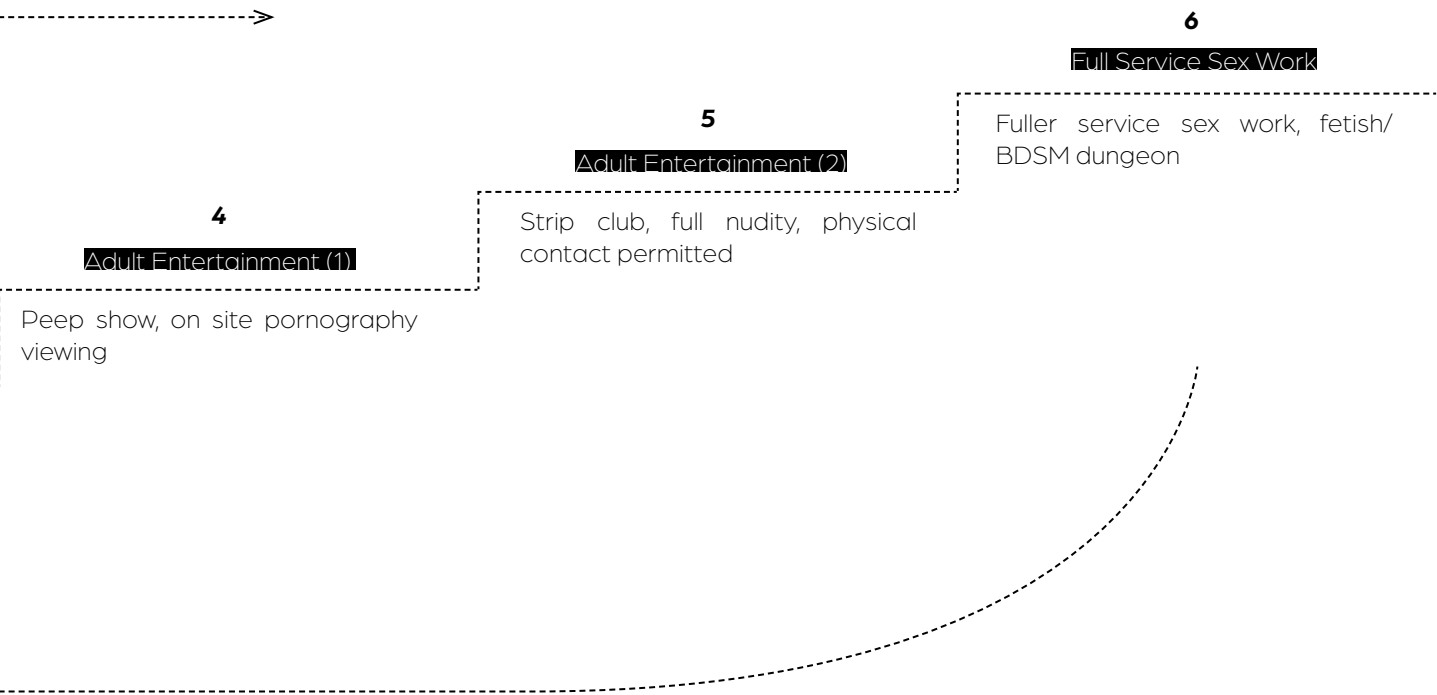 4
Adult Entertainment (1)
Peep show, on site pornography
viewing
5
Adult Entertainment (2)
Strip club, full nudity, physical
contact permitted
6
Full Service Sex Work
Fuller service sex work, fetish/
BDSM dungeon